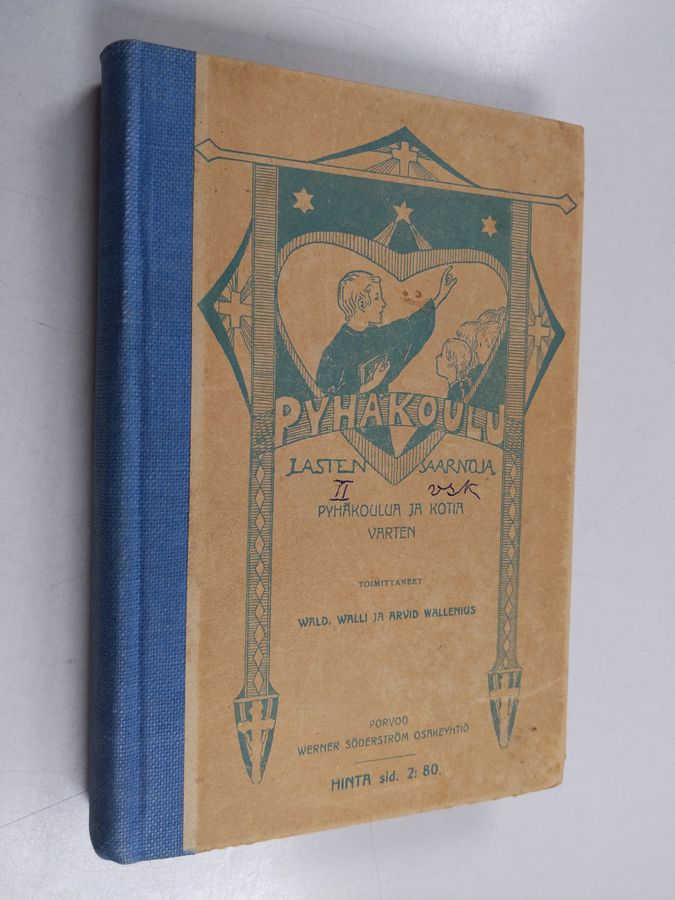 PYHÄKOULU
LASTEN SAARNOJA
II vsk
PYHÄKOULUA JA KOTIA
VARTEN
TOIMITTANEET
WALD. WALLI JA ARVID WALLENIUS
PORVOO
WERNER SÖDERSTRÖM OSAKEYHTIÖ
HINTA sid. 2: 80.